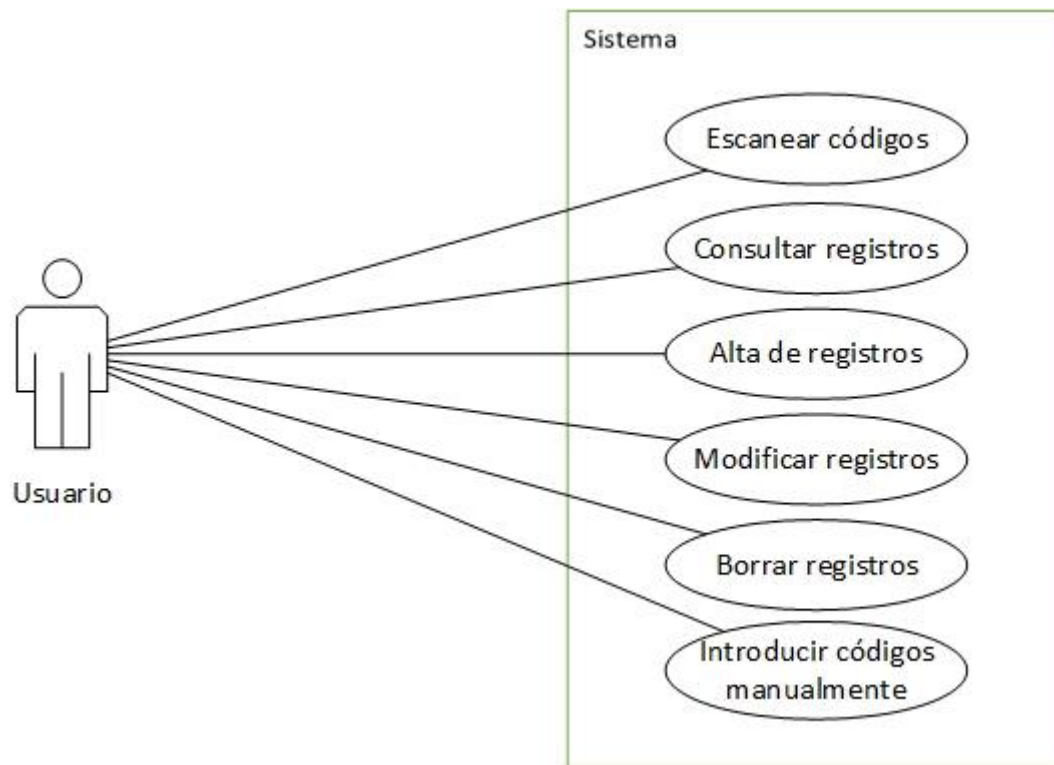 Sistema
Escanear códigos
Consultar registros
Alta de registros
Modificar registros
Borrar registros
Introducir códigos
manualmente
Usuario